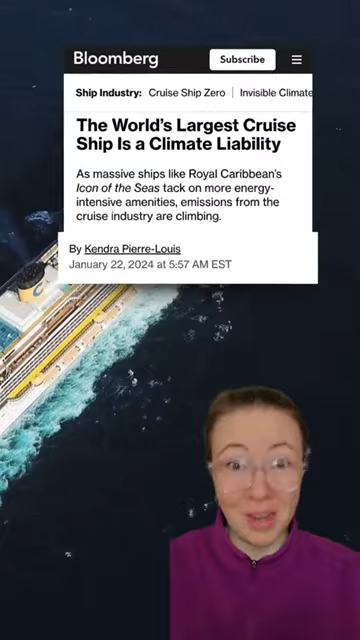 Bloomberg
Subscribe
Ship Industry: Cruise Ship Zero | Invisible Climate
The World's Largest Cruise
Ship Is a Climate Liability
As massive ships like Royal Caribbean's
Icon of the Seas tack on more energy-
intensive amenities, emissions from the
cruise industry are climbing.
By Kendra Pierre-Louis
January 22, 2024 at 5:57 AM EST